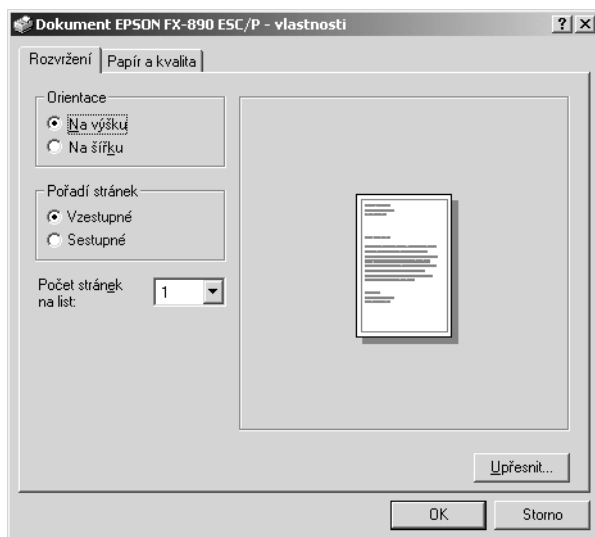 Dokument EPSON FX-890 ESC/P - vlastnosti
Rozvržení
Papír a kvalita
Orientace
Na výšku
Na šířku
Pořadí stránek
Vzestupné
Sestupné
Počet stránek
na list:
1
Upřesnit...
OK
Storno